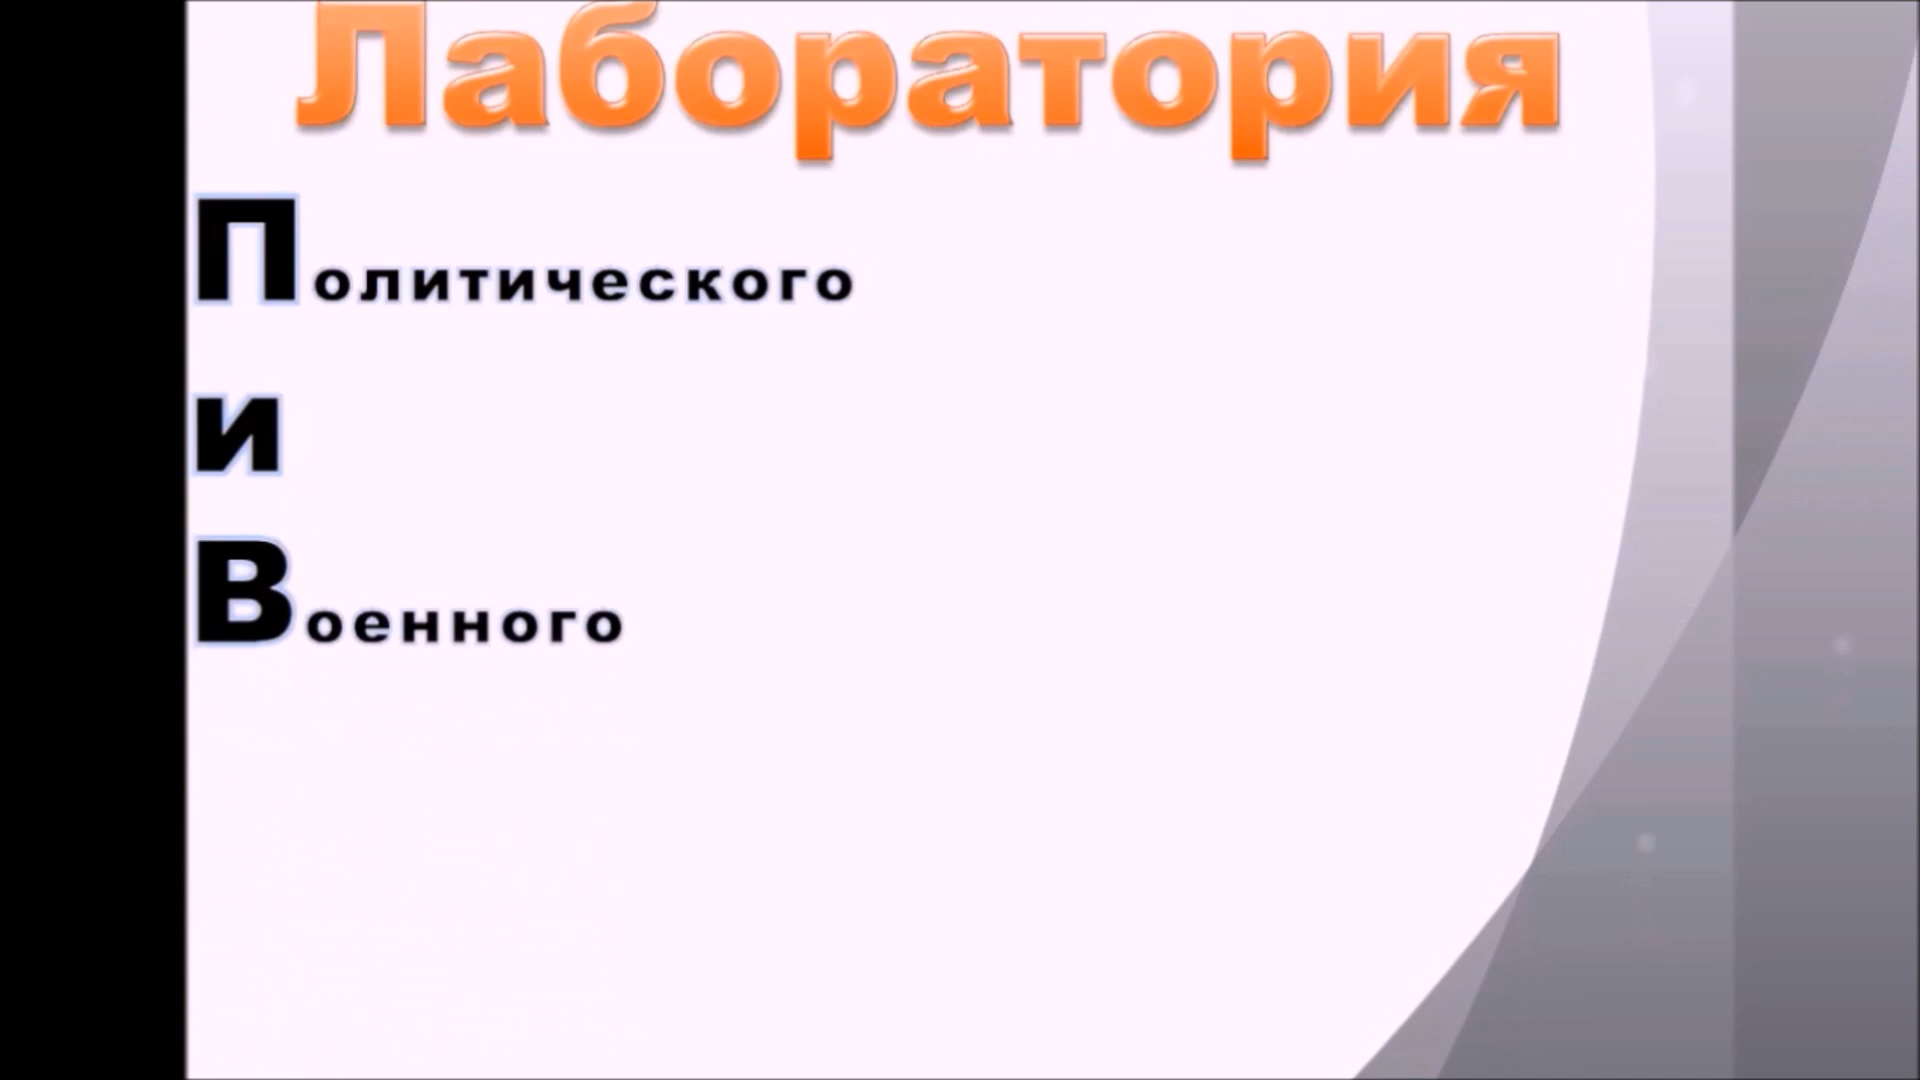 Лаборатория
Политического
и
Военного